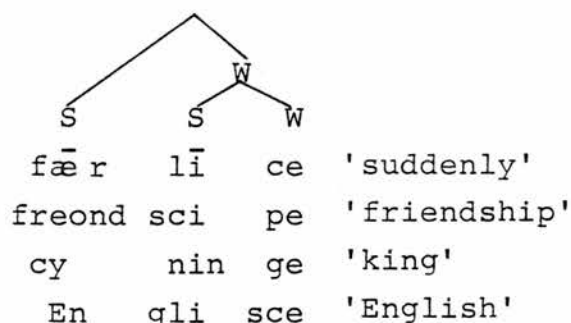 W
S S W
fǣr lī ce 'suddenly'
freond sci pe 'friendship'
cy nin ge 'king'
En gli sce 'English'